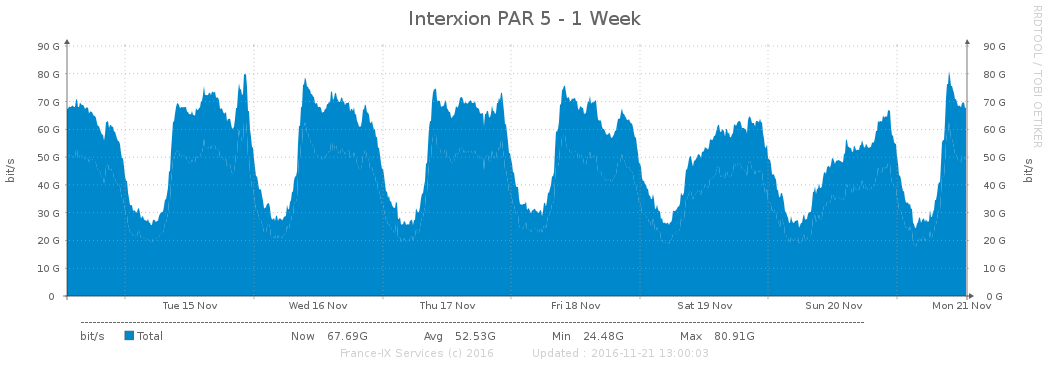 Interxion PAR 5 - 1 Week
RRDTOOL / TOBI OETIKER
90 G 90 G
80 G 80 G
70 G 70 G
60 G 60 G
50 G 50 G
40 G 40 G
30 G 30 G
20 G 20 G
10 G 10 G
0 0 G
bit/s
bit/s
Tue 15 Nov Wed 16 Nov Thu 17 Nov Fri 18 Nov Sat 19 Nov Sun 20 Nov Mon 21 Nov
bit/s Total Now 67.69G Avg 52.53G Min 24.48G Max 80.91G
France-IX Services (c) 2016 Updated : 2016-11-21 13:00:03